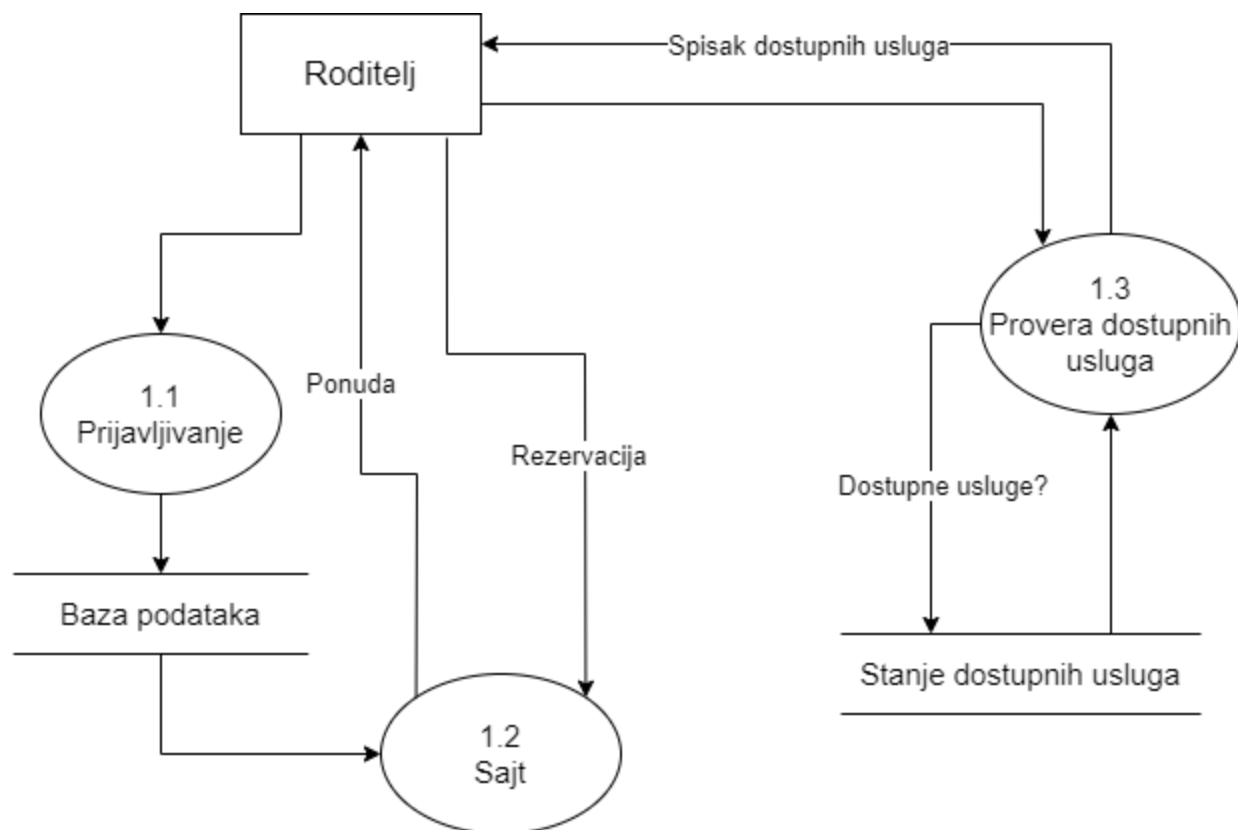 Spisak dostupnih usluga
Roditelj
1.3
Provera dostupnih
usluga
Ponuda
1.1
Prijavljivanje
Rezervacija
Dostupne usluge?
Baza podataka
Stanje dostupnih usluga
1.2
Sajt